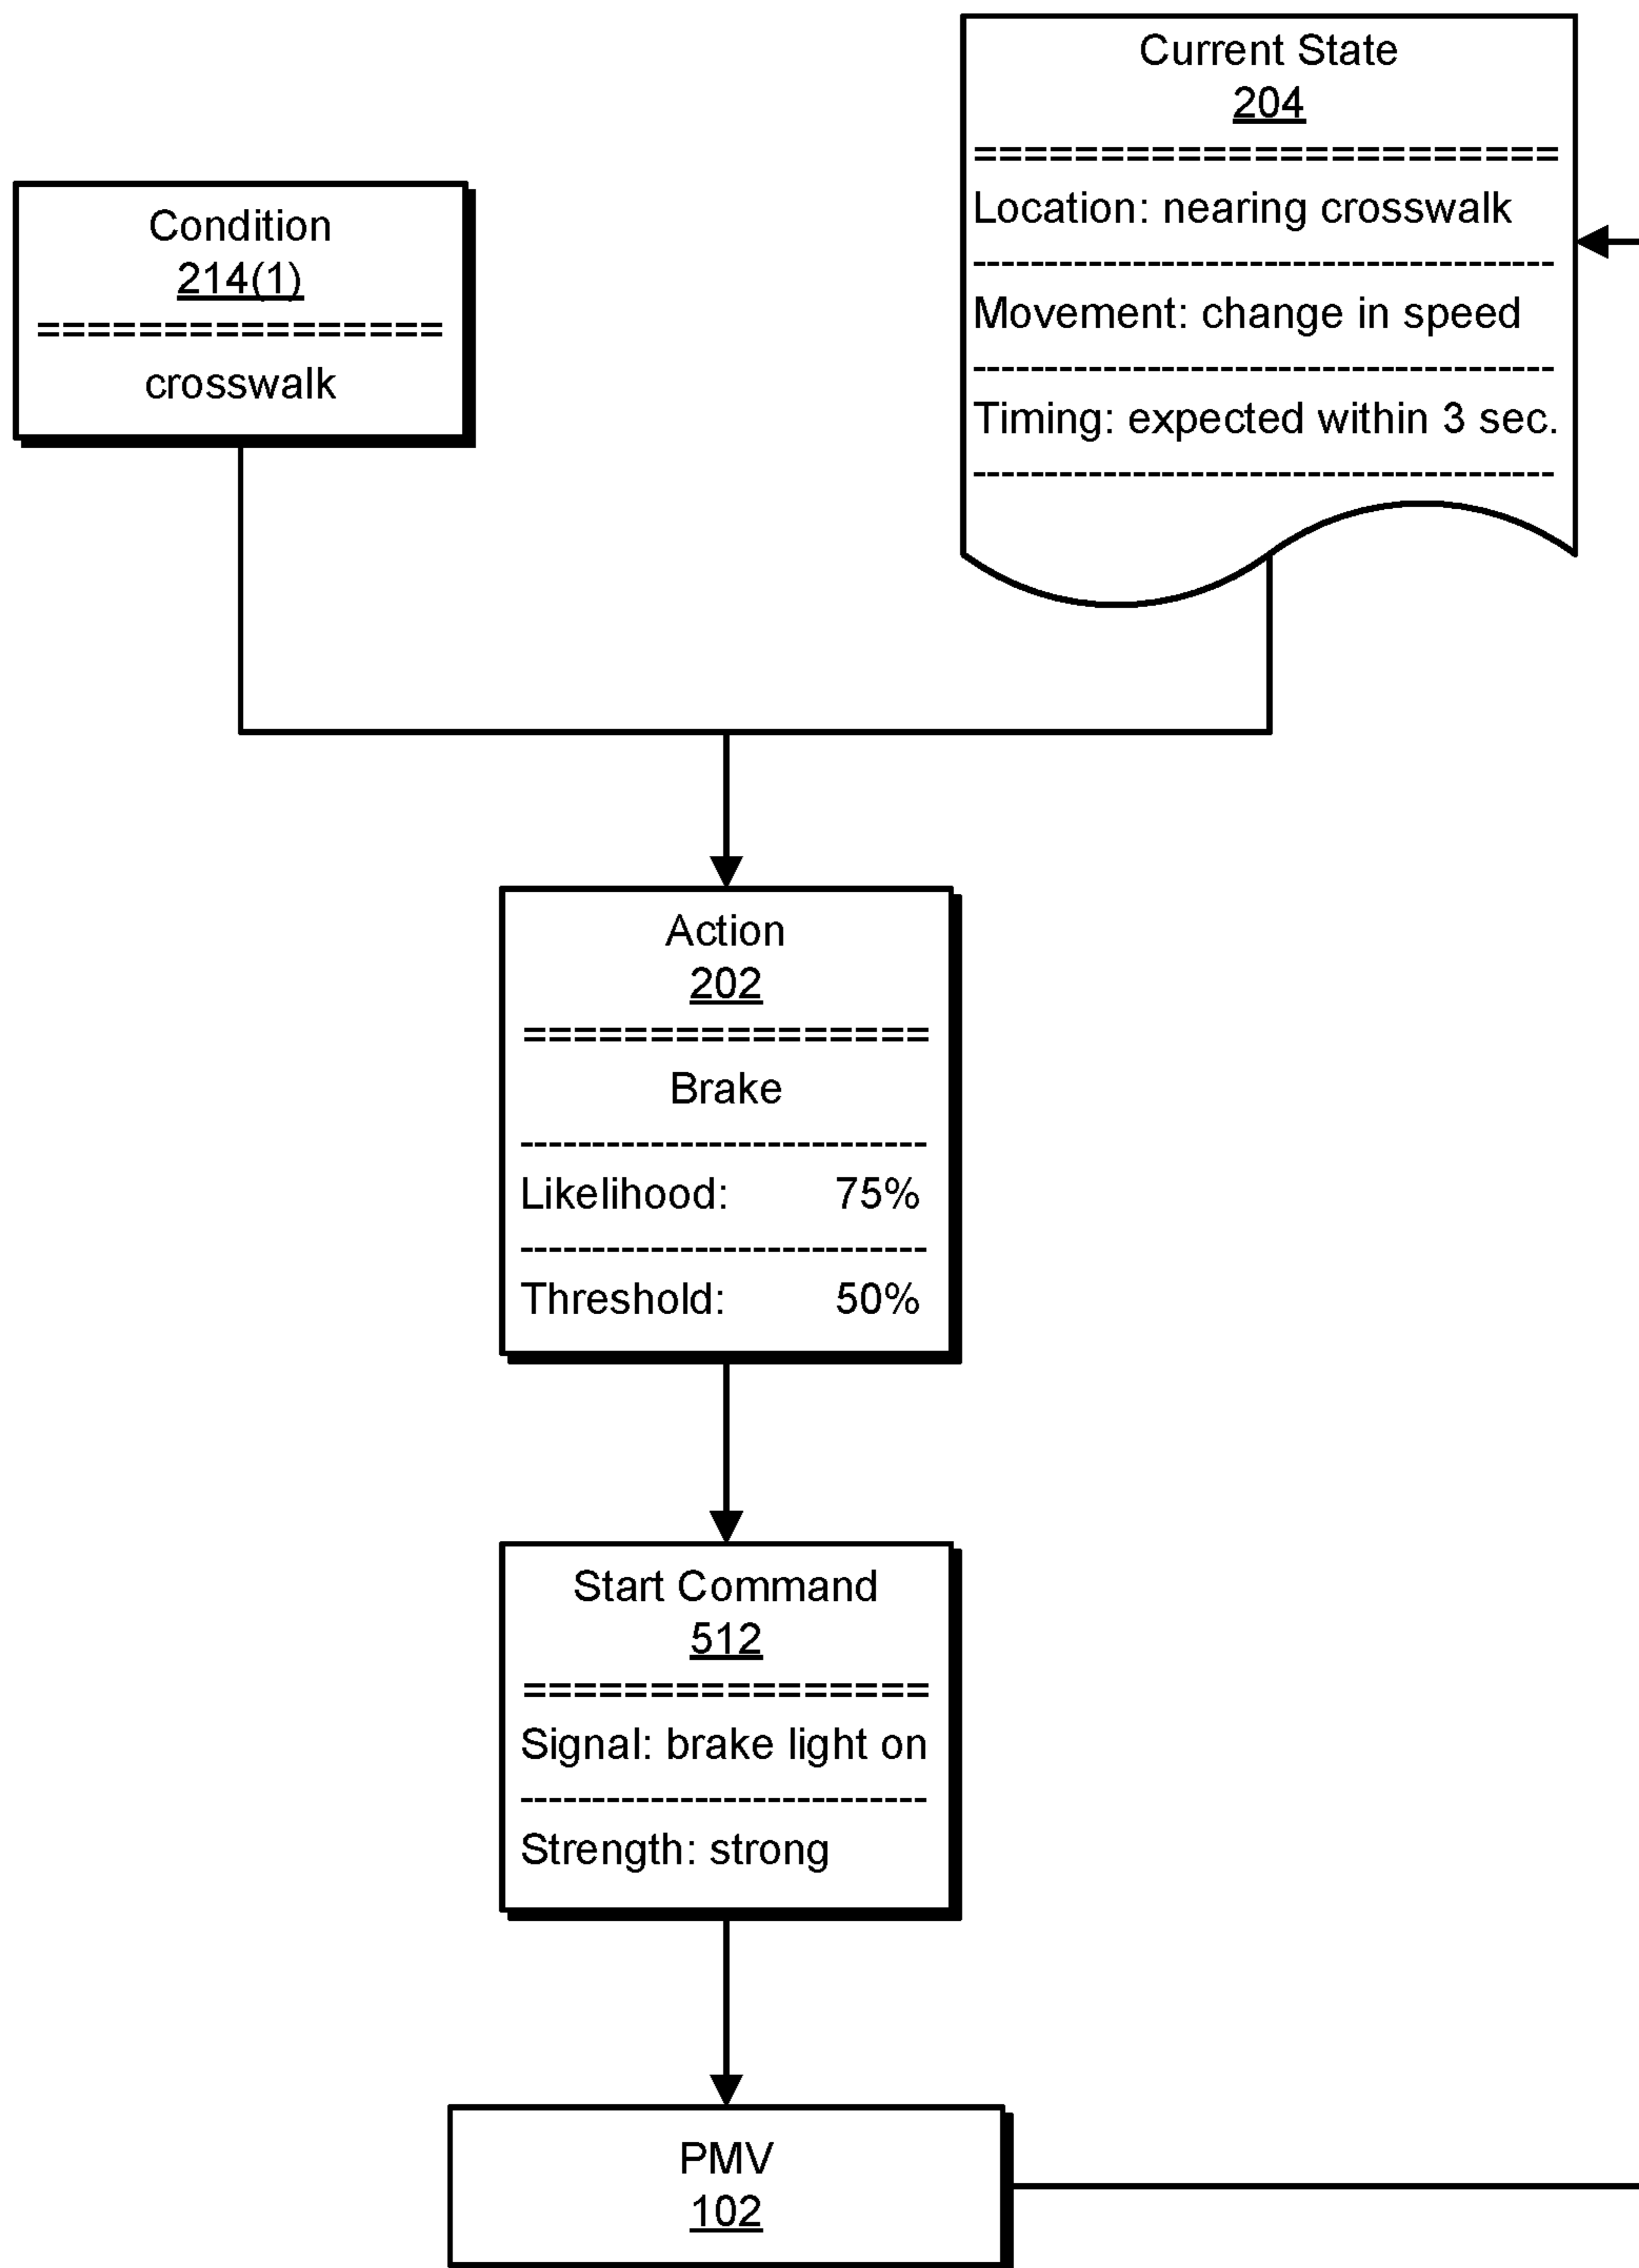 Current State
204
=======================
Location: nearing crosswalk
----------------------------------------
Movement: change in speed
----------------------------------------
Timing: expected within 3 sec.
----------------------------------------
Condition
214(1)
================
crosswalk
Action
202
================
Brake
----------------------------
Likelihood: 75%
----------------------------
Threshold: 50%
Start Command
512
================
Signal: brake light on
----------------------------
Strength: strong
PMV
102